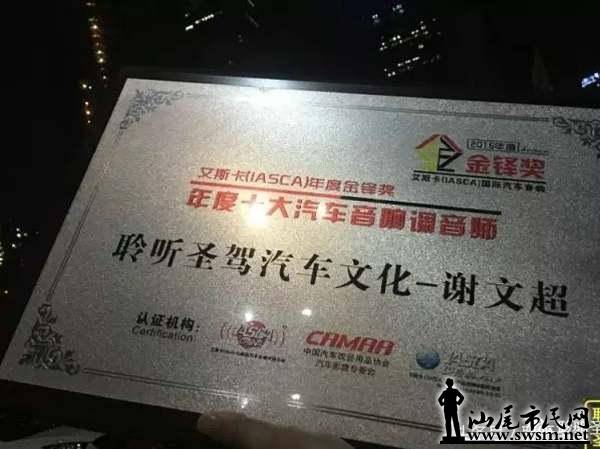 2015年度
金铎奖
艾斯卡(IASCA)国际汽车音响
艾斯卡(IASCA)年度金铎奖
年度十大汽车音响调音师
聆听圣驾汽车文化-谢文超
认证机构:
Certification:
IASCA
CAMRA
中国汽车改装用品协会
汽车影音专委会
IASCA
汕尾市民网
www.swsm.net